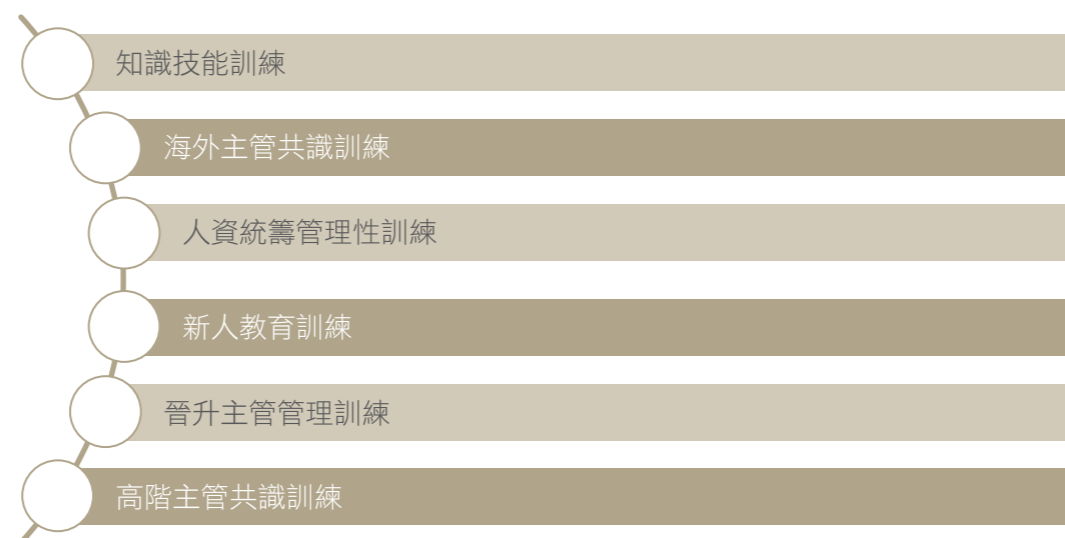 知識技能訓練
海外主管共識訓練
人資統籌管理性訓練
新人教育訓練
晉升主管管理訓練
高階主管共識訓練